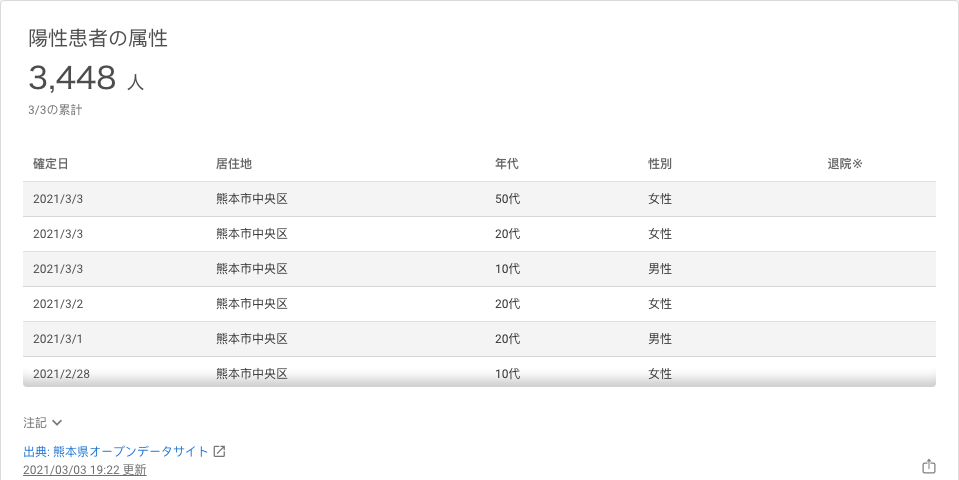 陽性患者の属性
3,448 人
3/3の累計
確定日 居住地 年代 性別 退院※
2021/3/3 熊本市中央区 50代 女性
2021/3/3 熊本市中央区 20代 女性
2021/3/3 熊本市中央区 10代 男性
2021/3/2 熊本市中央区 20代 女性
2021/3/1 熊本市中央区 20代 男性
2021/2/28 熊本市中央区 10代 女性
注記
出典: 熊本県オープンデータサイト
2021/03/03 19:22 更新